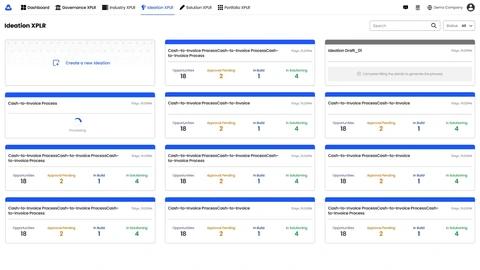 Dashboard Governance XPLR Industry XPLR Ideation XPLR Solution XPLR Portfolio XPLR Demo Company
Ideation XPLR
Search Status All
Create a new Ideation
Cash-to-Invoice ProcessCash-to-Invoice ProcessCash-to-Invoice Process
Opportunities Approval Pending In Build In Solutioning
18 2 1 4
Ideation Draft_01
Complete filling the details to generate the process
Cash-to-Invoice Process
Processing
Cash-to-Invoice ProcessCash-to-Invoice
Opportunities Approval Pending In Build In Solutioning
18 2 1 4
Cash-to-Invoice ProcessCash-to-Invoice
Opportunities Approval Pending In Build In Solutioning
18 2 1 4
Cash-to-Invoice ProcessCash-to-Invoice ProcessCash-to-Invoice Process
Opportunities Approval Pending In Build In Solutioning
18 2 1 4
Cash-to-Invoice ProcessCash-to-Invoice ProcessCash-to-Invoice Process
Opportunities Approval Pending In Build In Solutioning
18 2 1 4
Cash-to-Invoice ProcessCash-to-Invoice ProcessCash-to-Invoice Process
Opportunities Approval Pending In Build In Solutioning
18 2 1 4
Cash-to-Invoice ProcessCash-to-Invoice ProcessCash-to-Invoice Process
Opportunities Approval Pending In Build In Solutioning
18 2 1 4
Cash-to-Invoice ProcessCash-to-Invoice
Opportunities Approval Pending In Build In Solutioning
18 2 1 4
Cash-to-Invoice ProcessCash-to-Invoice ProcessCash-to-Invoice Process
Opportunities Approval Pending In Build In Solutioning
18 2 1 4